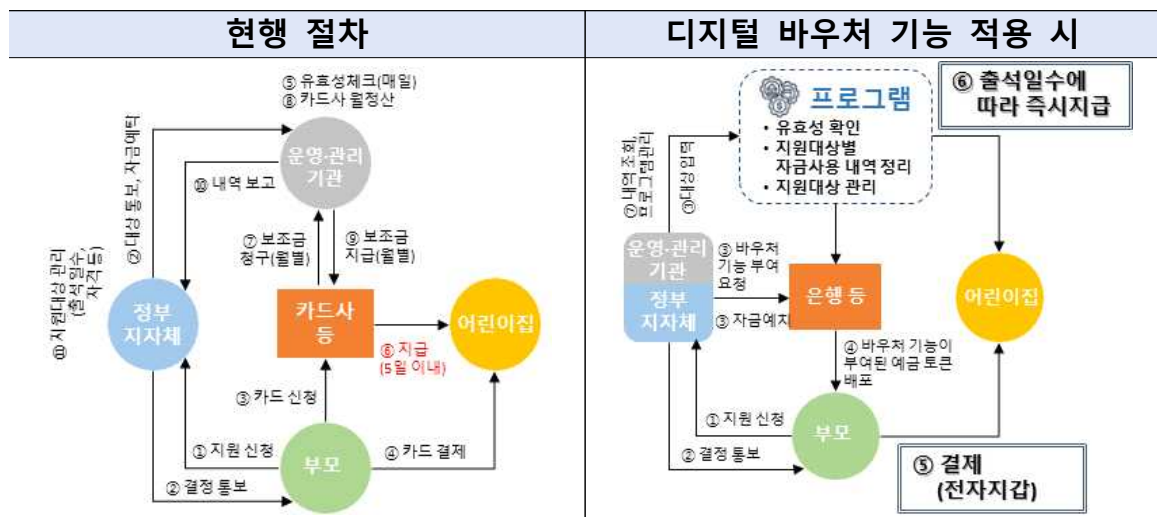 현행 절차
⑤ 유효성체크(매일)
⑧ 카드사 월정산
운영·관리
기관
② 대상 통보, 자금예탁
⑩ 내역 보고
⑦ 보조금
청구(월별)
⑨ 보조금
지급(월별)
⑪ 지원대상 관리
(출석일수,
자격 등)
정부
지자체
카드사
등
어린이집
⑥ 지급
(5일 이내)
③ 카드 신청
① 지원 신청
④ 카드 결제
부모
② 결정 통보
디지털 바우처 기능 적용 시
⑥ 출석일수에
따라 즉시지급
프로그램
• 유효성 확인
• 지원대상별
자금사용 내역 정리
• 지원대상 관리
⑦ 내역 조회,
프로그램관리
③ 대상입력
운영·관리
기관
정부
지자체
③ 바우처
기능 부여
요청
③ 자금예치
은행 등
어린이집
④ 바우처 기능이
부여된 예금 토큰
배포
① 지원 신청
부모
② 결정 통보
⑤ 결제
(전자지갑)